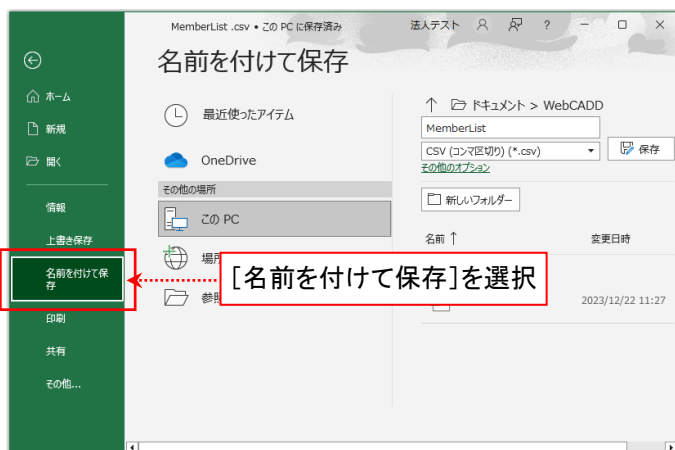 MemberList .csv • この PC に保存済み
法人テスト
?
名前を付けて保存
ホーム
新規
開く
情報
上書き保存
名前を付けて保
存
印刷
共有
その他...
最近使ったアイテム
OneDrive
その他の場所
この PC
場所
参照
[名前を付けて保存]を選択
ドキュメント > WebCADD
MemberList
CSV (コンマ区切り) (*.csv)
保存
その他のオプション
新しいフォルダー
名前 ↑
変更日時
2023/12/22 11:27